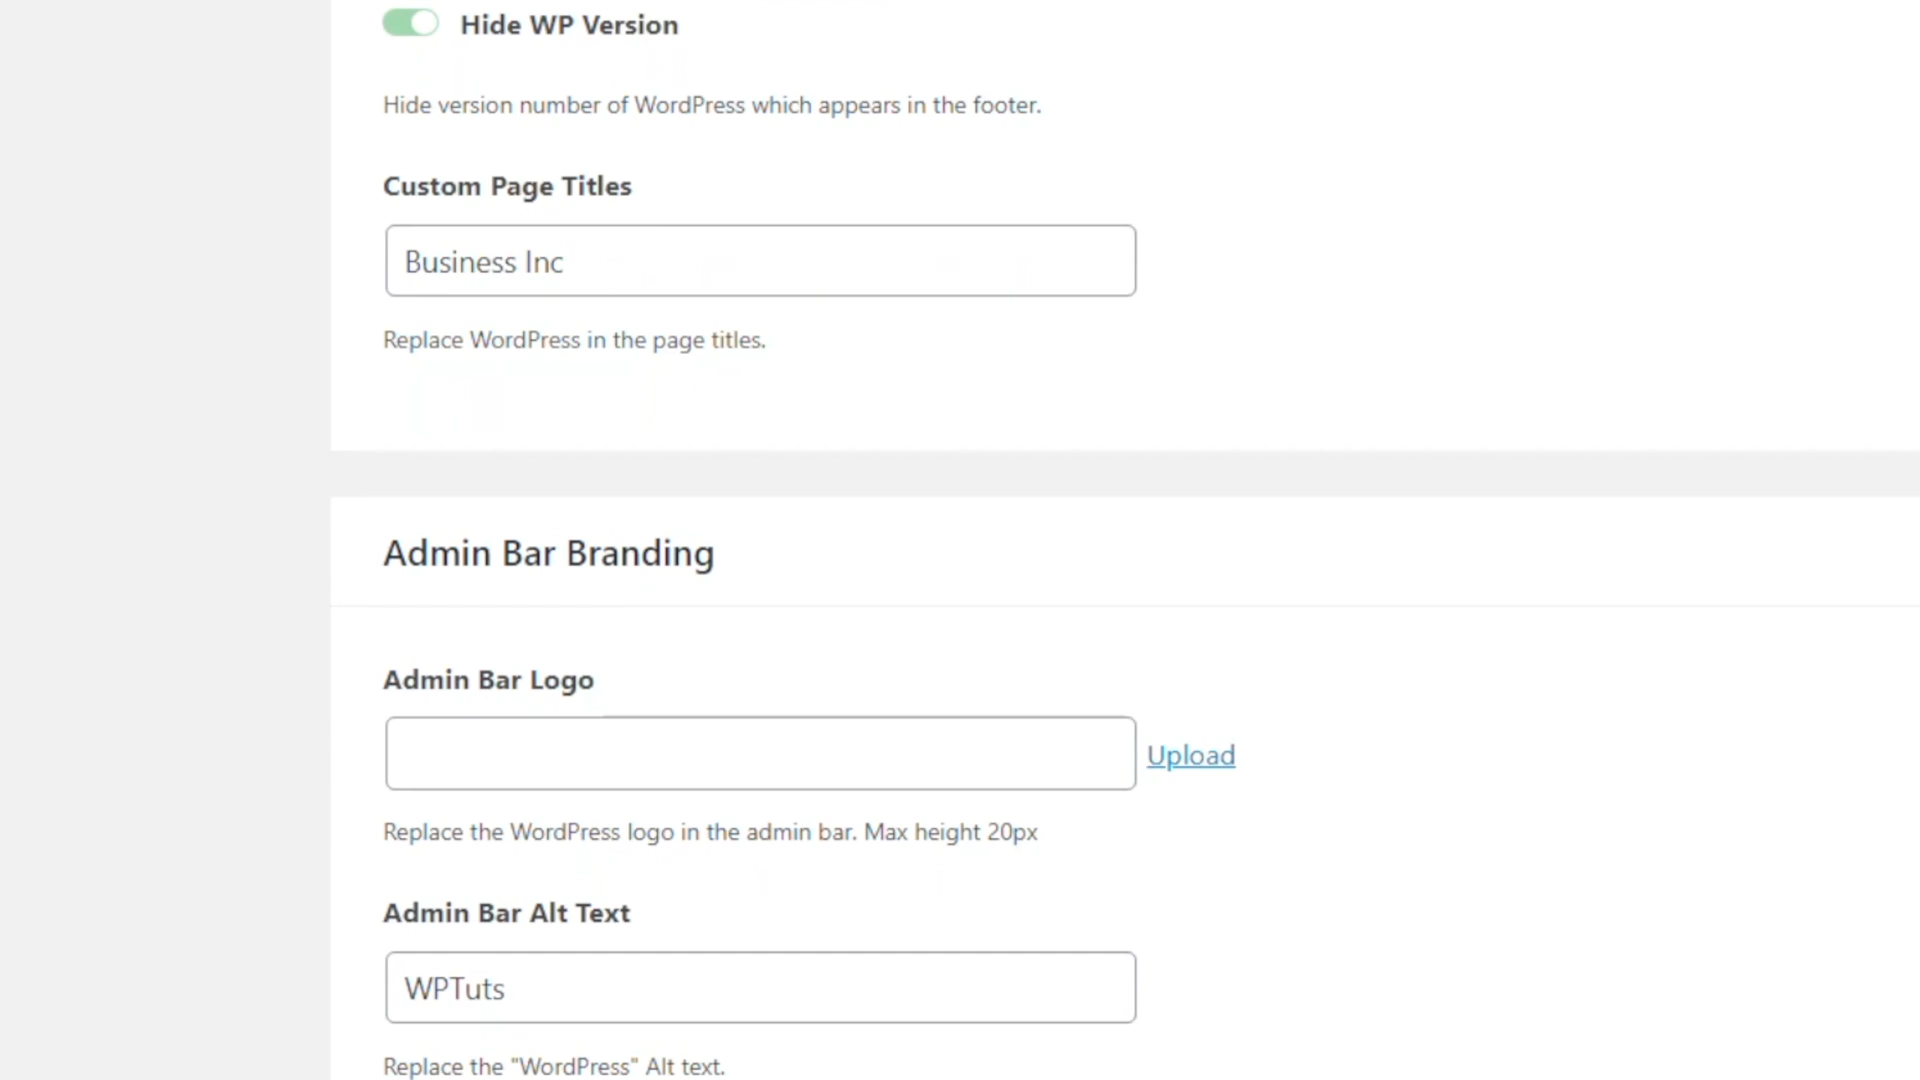 Hide WP Version
Hide version number of WordPress which appears in the footer.
Custom Page Titles
Business Inc
Replace WordPress in the page titles.
Admin Bar Branding
Admin Bar Logo
Upload
Replace the WordPress logo in the admin bar. Max height 20px
Admin Bar Alt Text
WPTuts
Replace the "WordPress" Alt text.